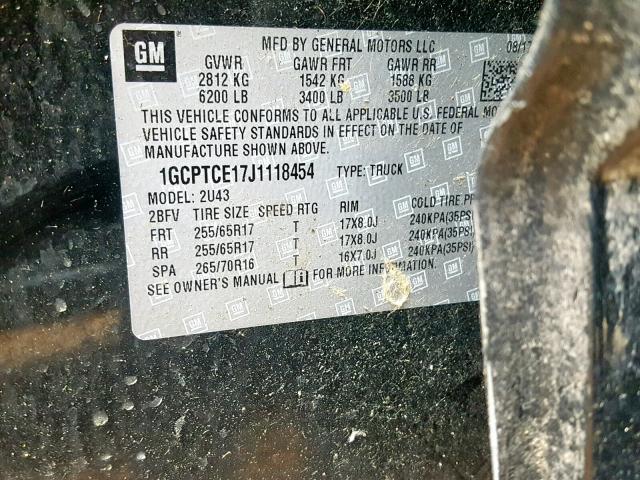 GM
MFD BY GENERAL MOTORS LLC 08/17
GVWR GAWR FRT GAWR RR
2812 KG 1542 KG 1588 KG
6200 LB 3400 LB 3500 LB
THIS VEHICLE CONFORMS TO ALL APPLICABLE U.S. FEDERAL
VEHICLE SAFETY STANDARDS IN EFFECT ON THE DATE OF
MANUFACTURE SHOWN ABOVE.
1GCPTCE17J1118454 TYPE: TRUCK
MODEL: 2U43
2BFV TIRE SIZE SPEED RTG RIM COLD TIRE
FRT 255/65R17 T 17X8.0J 240KPA(35PSI)
RR 255/65R17 T 17X8.0J 240KPA(35PSI)
SPA 265/70R16 T 16X7.0J 240KPA(35PSI)
SEE OWNER'S MANUAL FOR MORE INFORMATION.